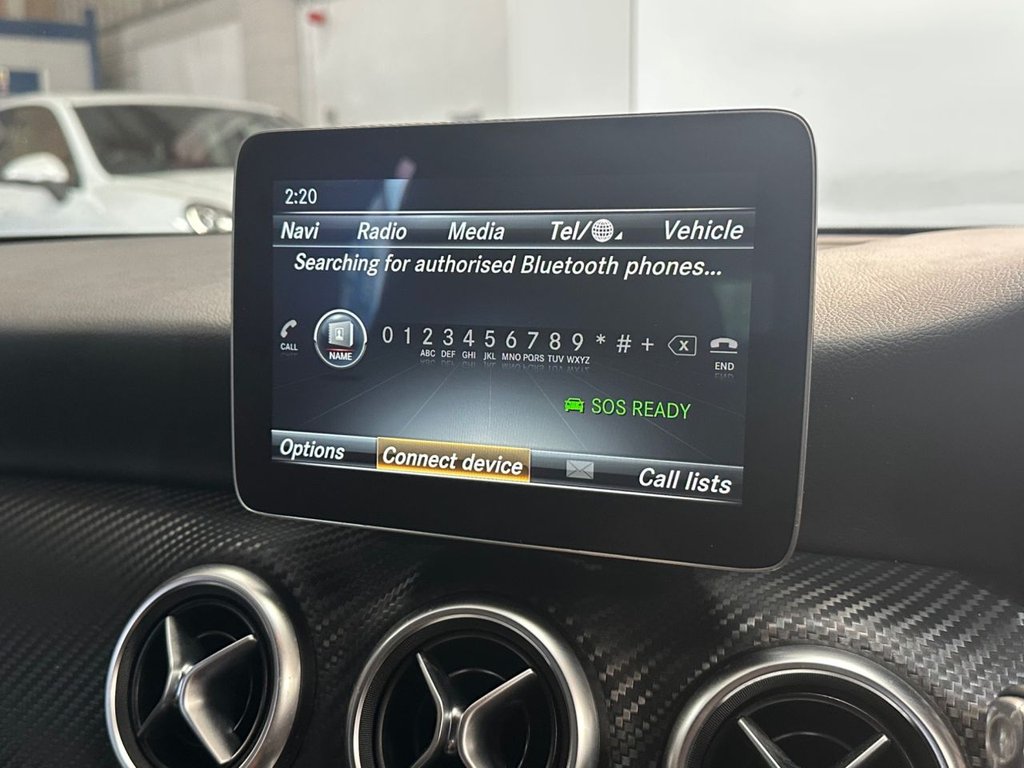 2:20
Navi Radio Media Tel/ Vehicle
Searching for authorised Bluetooth phones...
CALL NAME 0 1 2 3 4 5 6 7 8 9 * # + X END
ABC DEF GHI JKL MNO PQRS TUV WXYZ
SOS READY
Options Connect device Call lists